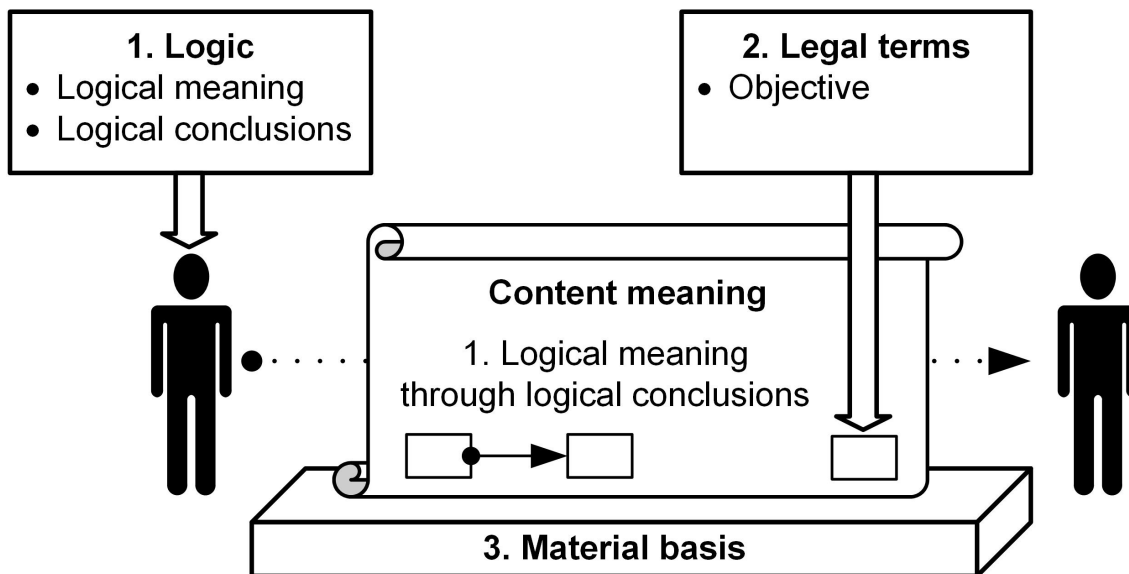 1. Logic
• Logical meaning
• Logical conclusions
2. Legal terms
• Objective
Content meaning
1. Logical meaning
through logical conclusions
3. Material basis